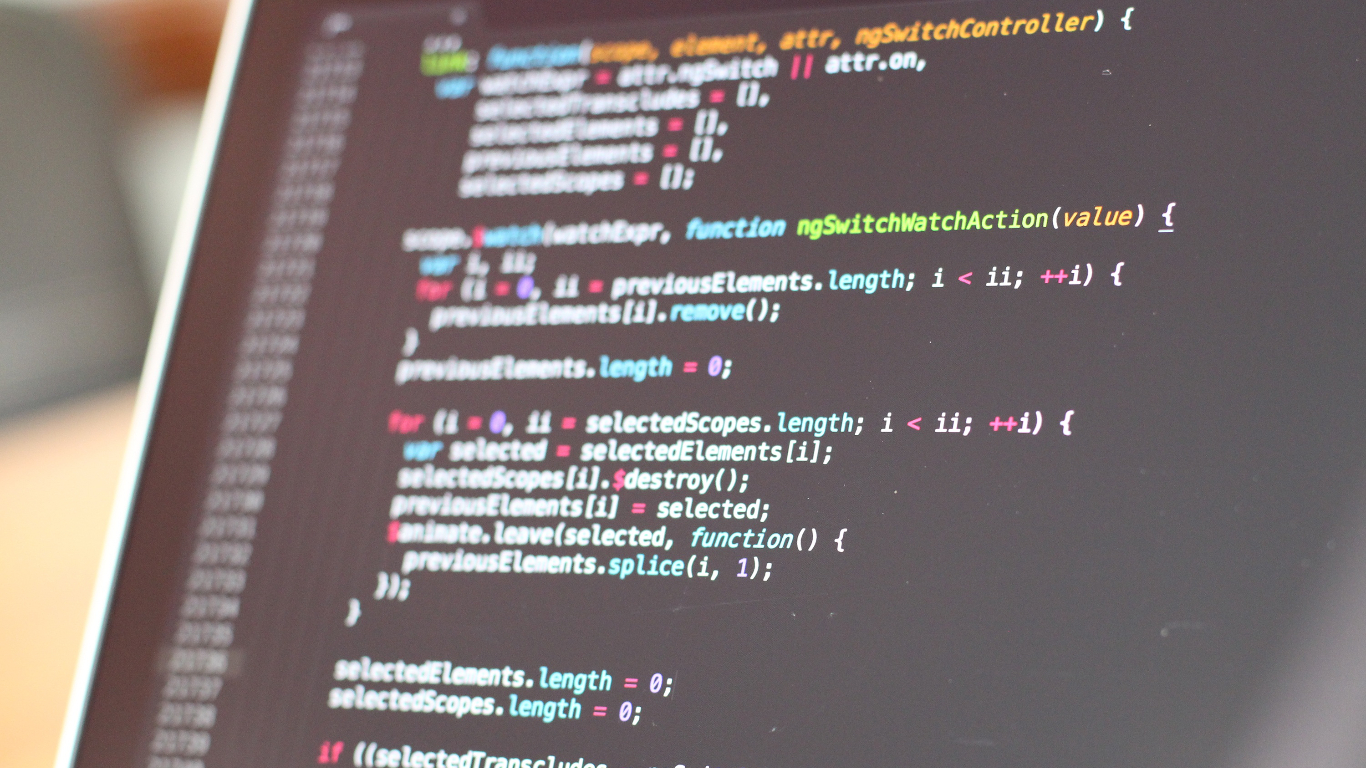 link: function(scope, element, attr, ngSwitchController) {
var watchExpr = attr.ngSwitch || attr.on,
selectedTranscludes = [],
selectedElements = [],
previousElements = [],
selectedScopes = [];
scope.$watch(watchExpr, function ngSwitchWatchAction(value) {
var i, ii;
for (i = 0, ii = previousElements.length; i < ii; ++i) {
previousElements[i].remove();
}
previousElements.length = 0;
for (i = 0, ii = selectedScopes.length; i < ii; ++i) {
var selected = selectedElements[i];
selectedScopes[i].$destroy();
previousElements[i] = selected;
$animate.leave(selected, function() {
previousElements.splice(i, 1);
});
}
selectedElements.length = 0;
selectedScopes.length = 0;
if ((selectedTranscludes